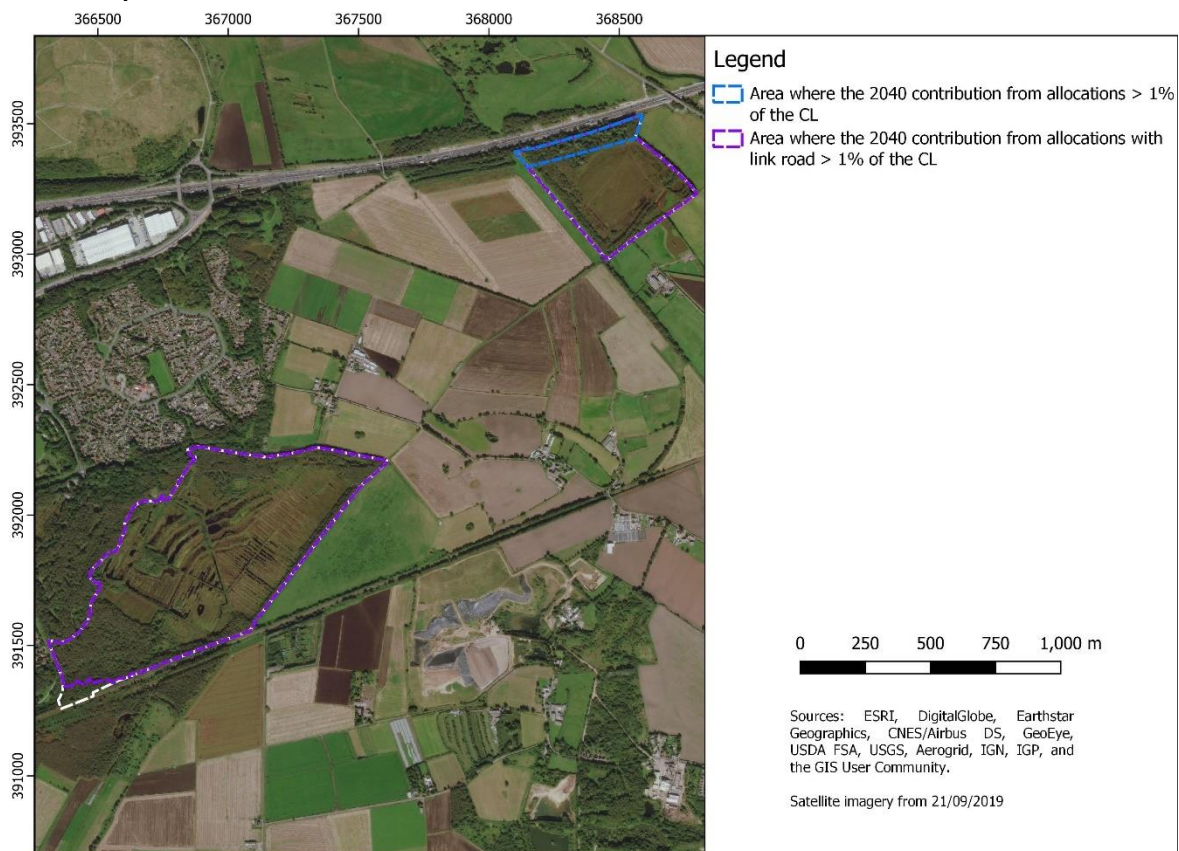 366500 367000 367500 368000 368500
393500
393000
392500
392000
391500
391000
Legend
Area where the 2040 contribution from allocations > 1%
of the CL
Area where the 2040 contribution from allocations with
link road > 1% of the CL
0 250 500 750 1,000 m
Sources: ESRI, DigitalGlobe, Earthstar
Geographics, CNES/Airbus DS, GeoEye,
USDA FSA, USGS, Aerogrid, IGN, IGP, and
the GIS User Community.
Satellite imagery from 21/09/2019